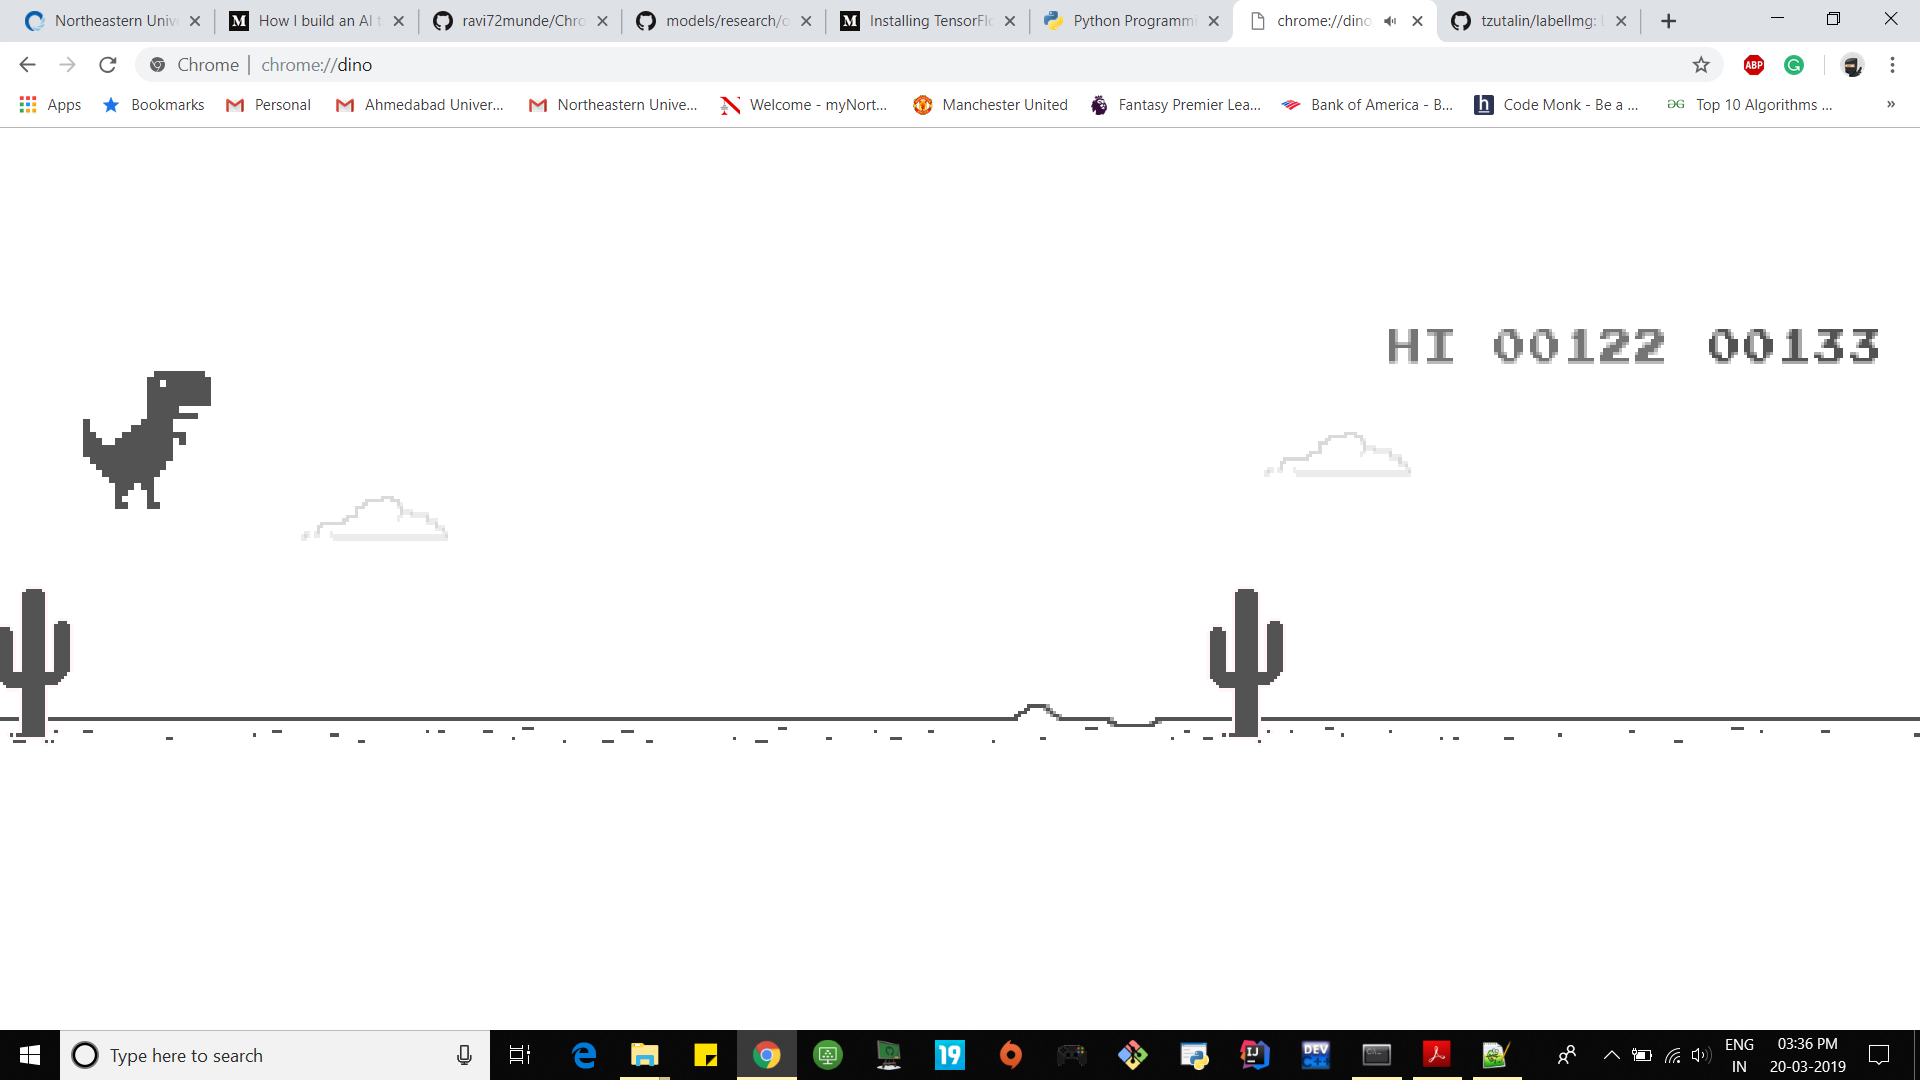 Northeastern Univ
How I build an AI t
ravi72munde/Chro
models/research/o
Installing TensorFlo
Python Programmi
chrome://dino
tzutalin/labelImg:
Chrome | chrome://dino
ABP
Apps
Bookmarks
Personal
Ahmedabad Univer...
Northeastern Unive...
Welcome - myNort...
Manchester United
Fantasy Premier Lea...
Bank of America - B...
Code Monk - Be a ...
Top 10 Algorithms ...
»
HI 00122 00133
Type here to search
19
IJ
DEV
ENG
IN
03:36 PM
20-03-2019